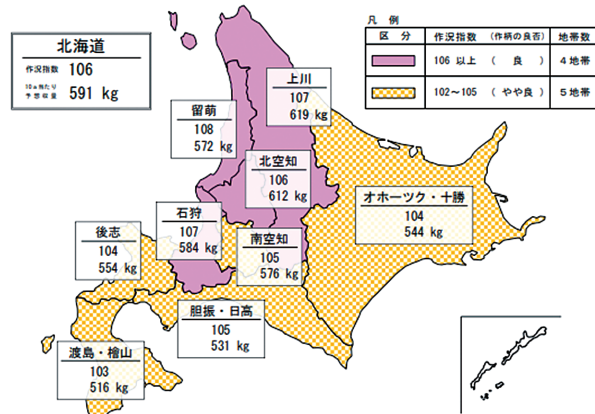 北海道
作況指数 106
10a当たり
予想収量 591 kg
凡 例
区 分 作況指数 (作柄の良否) 地帯数
106 以上 ( 良 ) 4地帯
102~105 (やや良) 5地帯
上川
107
619 kg
留萌
108
572 kg
北空知
106
612 kg
オホーツク・十勝
104
544 kg
石狩
107
584 kg
後志
104
554 kg
南空知
105
576 kg
胆振・日高
105
531 kg
渡島・檜山
103
516 kg